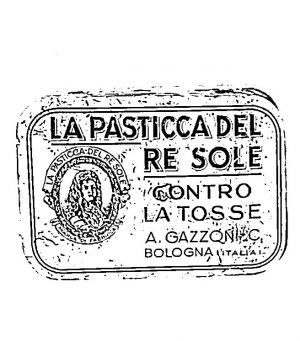 LA PASTICCA DEL
RE SOLE
LA PASTICCA DEL RE SOLE
CONTRO
LA TOSSE
A. GAZZONI & C.
BOLOGNA (ITALIA)